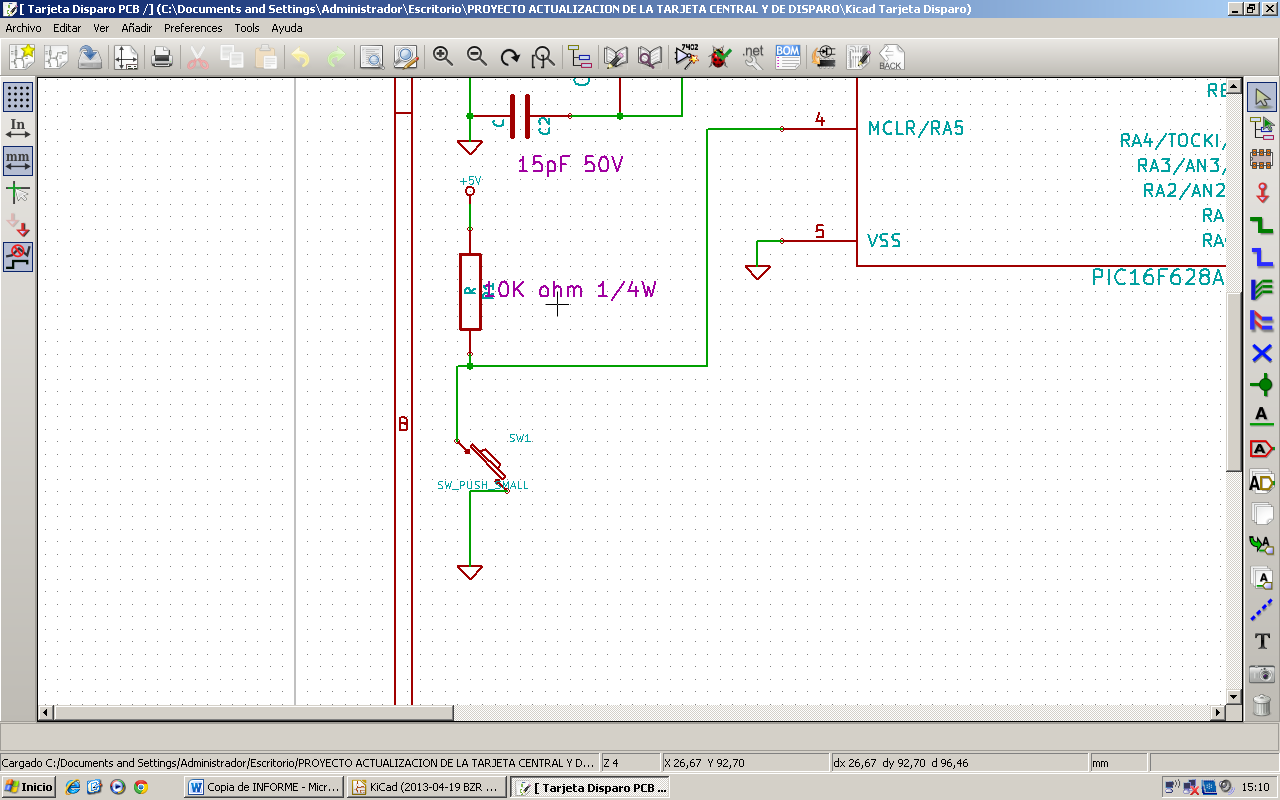 [ Tarjeta Disparo PCB /] (C:\Documents and Settings\Administrador\Escritorio\PROYECTO ACTUALIZACION DE LA TARJETA CENTRAL Y DE DISPARO\Kicad Tarjeta Disparo)
Archivo Editar Ver Añadir Preferences Tools Ayuda
7402 .net BOM BACK
In
mm
C C2
15pF 50V
+5V
R 10K ohm 1/4W
B
SW1
SW_PUSH_SMALL
4 MCLR/RA5
5 VSS
RE
RA4/TOCKI/
RA3/AN3/
RA2/AN2
RA
RA
PIC16F628A
A
A
AD
A
A
T
Cargado C:/Documents and Settings/Administrador/Escritorio/PROYECTO ACTUALIZACION DE LA TARJETA CENTRAL Y D... Z 4 X 26,67 Y 92,70 dx 26,67 dy 92,70 d 96,46 mm
Inicio Copia de INFORME - Micr... KiCad (2013-04-19 BZR ... [ Tarjeta Disparo PCB ... 15:10